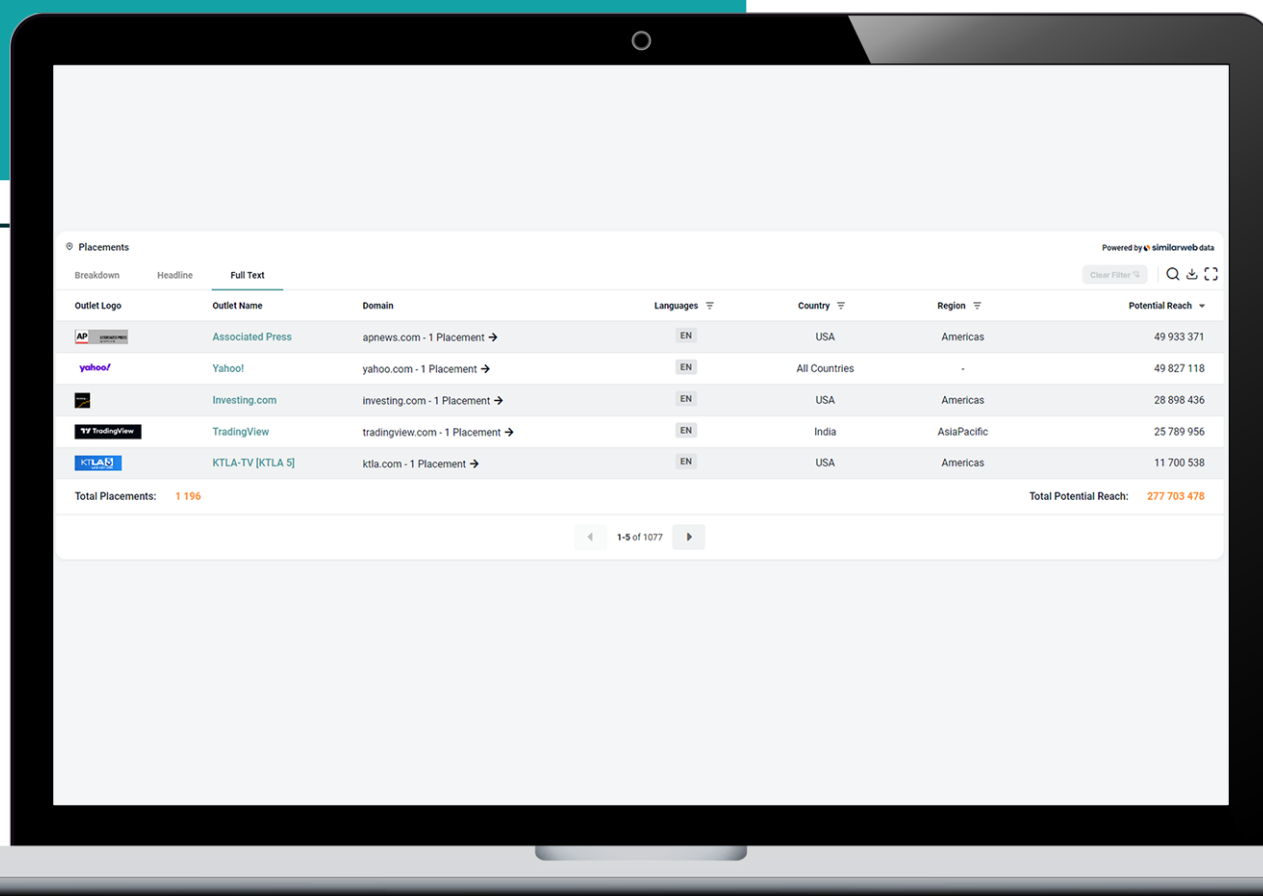 Placements
Powered by similarweb data
Breakdown Headline Full Text
Clear Filter
Outlet Logo Outlet Name Domain Languages Country Region Potential Reach
AP Associated Press apnews.com - 1 Placement → EN USA Americas 49 933 371
yahoo! Yahoo! yahoo.com - 1 Placement → EN All Countries - 49 827 118
Investing.com investing.com - 1 Placement → EN USA Americas 28 898 436
TradingView TradingView tradingview.com - 1 Placement → EN India AsiaPacific 25 789 956
KTLA 5 KTLA-TV [KTLA 5] ktla.com - 1 Placement → EN USA Americas 11 700 538
Total Placements: 1 196 Total Potential Reach: 277 703 478
1-5 of 1077